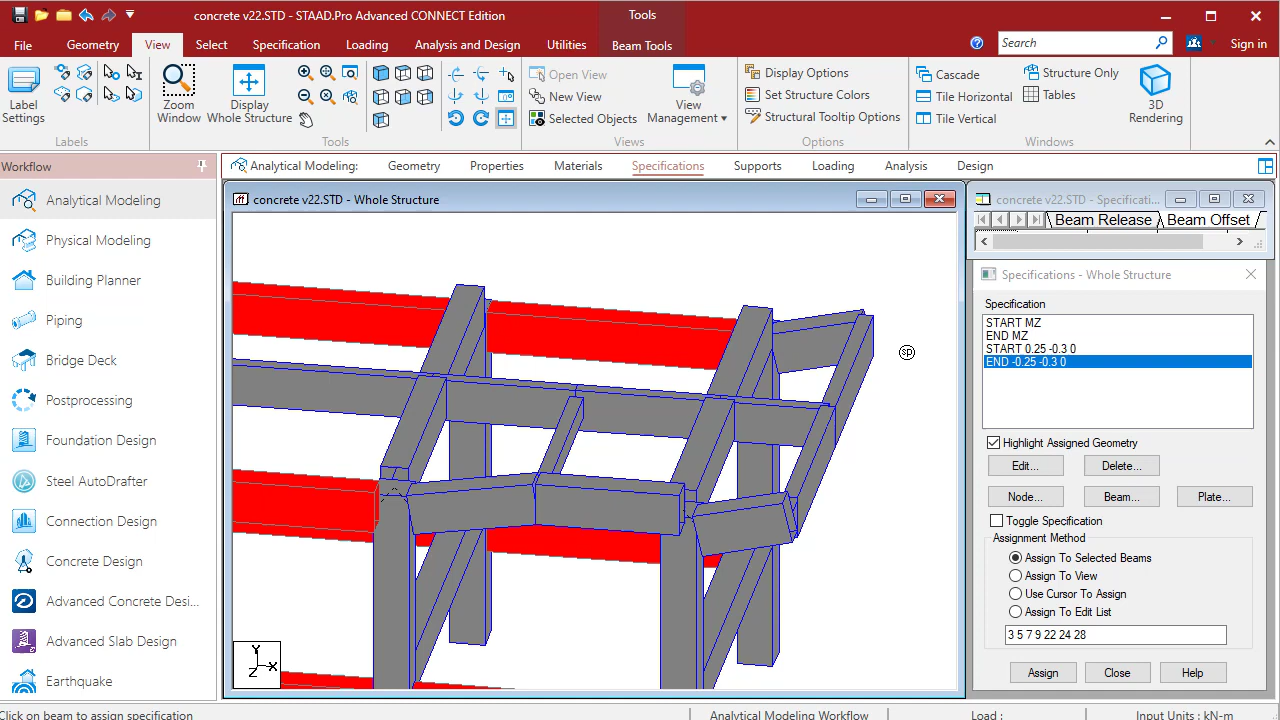 concrete v22.STD - STAAD.Pro Advanced CONNECT Edition
Tools
File
Geometry
View
Select
Specification
Loading
Analysis and Design
Utilities
Beam Tools
Search
Sign in
Label Settings
Zoom Window
Display Whole Structure
Open View
New View
Selected Objects
View Management
Display Options
Set Structure Colors
Structural Tooltip Options
Cascade
Tile Horizontal
Tile Vertical
Structure Only
Tables
3D Rendering
Labels
Tools
Views
Options
Windows
Workflow
Analytical Modeling
Physical Modeling
Building Planner
Piping
Bridge Deck
Postprocessing
Foundation Design
Steel AutoDrafter
Connection Design
Concrete Design
Advanced Concrete Desi...
Advanced Slab Design
Earthquake
Analytical Modeling:
Geometry
Properties
Materials
Specifications
Supports
Loading
Analysis
Design
concrete v22.STD - Whole Structure
sp
Y
X
Z
concrete v22.STD - Specificati...
Beam Release
Beam Offset
Specifications - Whole Structure
Specification
START MZ
END MZ
START 0.25 -0.3 0
END -0.25 -0.3 0
Highlight Assigned Geometry
Edit...
Delete...
Node...
Beam...
Plate...
Toggle Specification
Assignment Method
Assign To Selected Beams
Assign To View
Use Cursor To Assign
Assign To Edit List
3 5 7 9 22 24 28
Assign
Close
Help
Click on beam to assign specification
Analytical Modeling Workflow
Load :
Input Units : kN-m